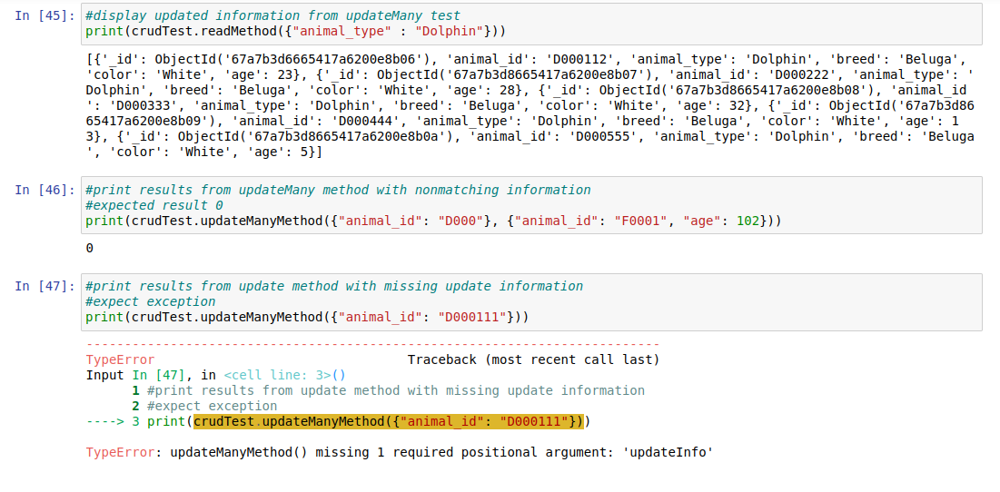 In [45]: #display updated information from updateMany test
print(crudTest.readMethod({"animal_type" : "Dolphin"}))
[{'_id': ObjectId('67a7b3d6665417a6200e8b06'), 'animal_id': 'D000112', 'animal_type': 'Dolphin', 'breed': 'Beluga',
'color': 'White', 'age': 23}, {'_id': ObjectId('67a7b3d8665417a6200e8b07'), 'animal_id': 'D000222', 'animal_type': '
Dolphin', 'breed': 'Beluga', 'color': 'White', 'age': 28}, {'_id': ObjectId('67a7b3d8665417a6200e8b08'), 'animal_id
': 'D000333', 'animal_type': 'Dolphin', 'breed': 'Beluga', 'color': 'White', 'age': 32}, {'_id': ObjectId('67a7b3d86
65417a6200e8b09'), 'animal_id': 'D000444', 'animal_type': 'Dolphin', 'breed': 'Beluga', 'color': 'White', 'age': 1
3}, {'_id': ObjectId('67a7b3d8665417a6200e8b0a'), 'animal_id': 'D000555', 'animal_type': 'Dolphin', 'breed': 'Beluga
', 'color': 'White', 'age': 5}]
In [46]: #print results from updateMany method with nonmatching information
#expected result 0
print(crudTest.updateManyMethod({"animal_id": "D000"}, {"animal_id": "F0001", "age": 102}))
0
In [47]: #print results from update method with missing update information
#expect exception
print(crudTest.updateManyMethod({"animal_id": "D000111"}))
---------------------------------------------------------------------------
TypeError                                 Traceback (most recent call last)
Input In [47], in <cell line: 3>()
      1 #print results from update method with missing update information
      2 #expect exception
----> 3 print(crudTest.updateManyMethod({"animal_id": "D000111"}))
TypeError: updateManyMethod() missing 1 required positional argument: 'updateInfo'